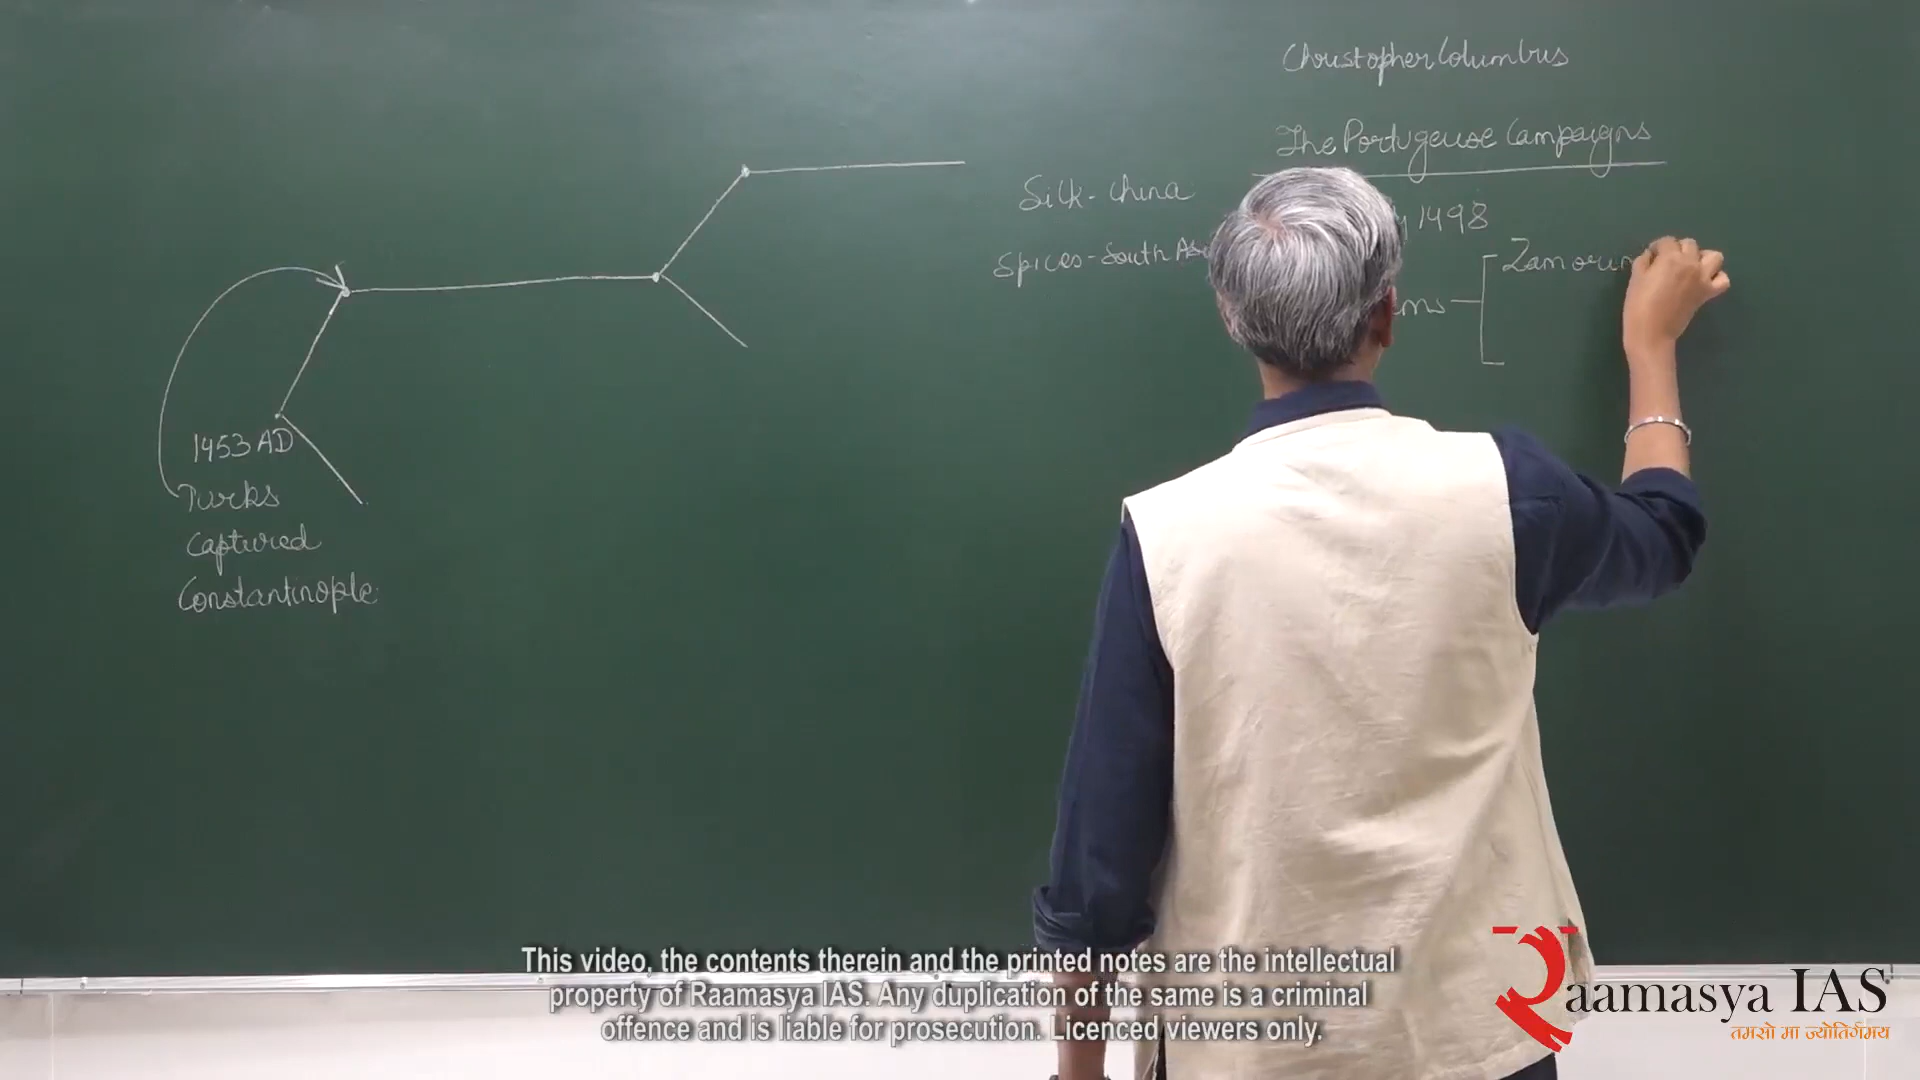 Christopher Columbus
The Portugeuse Campaigns
Silk - China
1498
Spices - South
Zamorin
1453 AD
Turks
Captured
Constantinople
This video, the contents therein and the printed notes are the intellectual
property of Raamasya IAS. Any duplication of the same is a criminal
offence and is liable for prosecution. Licenced viewers only.
Raamasya IAS
तमसो मा ज्योतिर्गमय